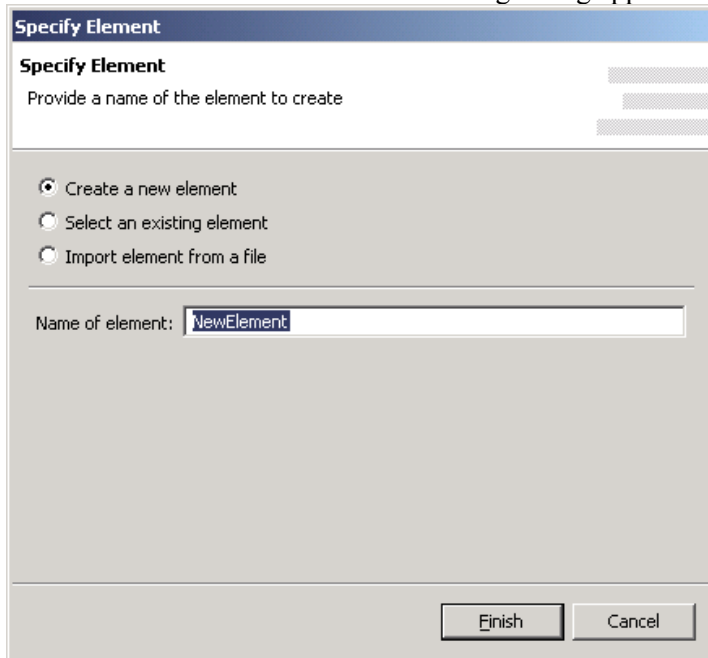 Specify Element
Specify Element
Provide a name of the element to create
Create a new element
Select an existing element
Import element from a file
Name of element: NewElement
Finish Cancel